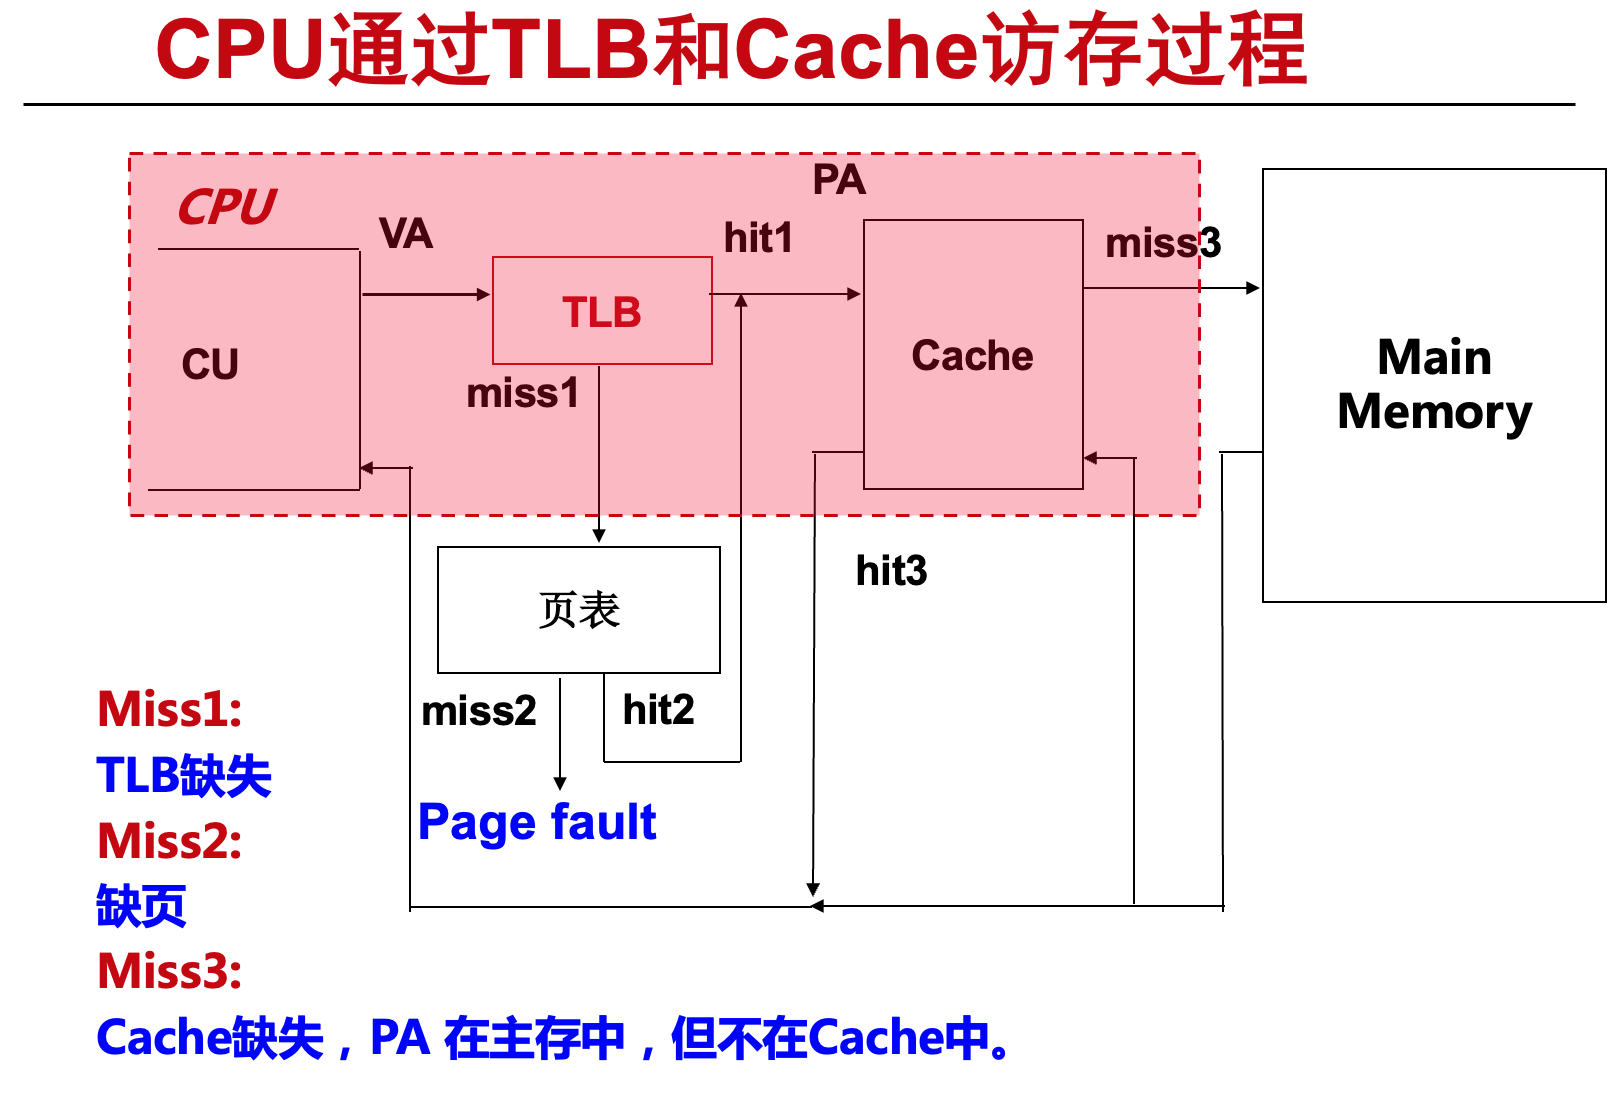 CPU通过TLB和Cache访存过程
CPU
PA
VA
hit1
miss3
TLB
CU
Cache
Main
Memory
miss1
hit3
页表
miss2
hit2
Page fault
Miss1:
TLB缺失
Miss2:
缺页
Miss3:
Cache缺失，PA 在主存中，但不在Cache中。